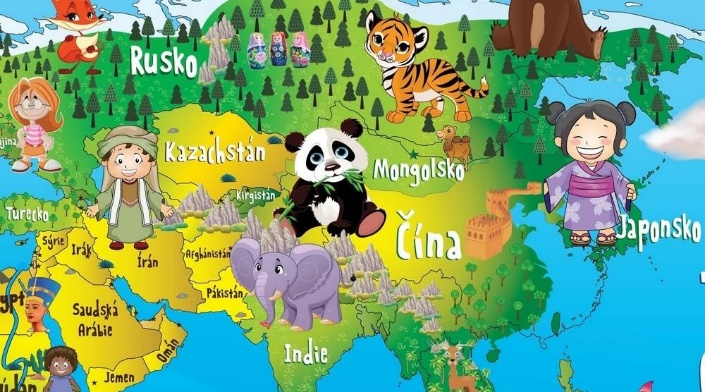 Rusko
Kazachstán
Mongolsko
Kirgistán
Turecko
Čína
Japonsko
Sýrie
Irák
Írán
Afghánistán
Pákistán
Saudská
Arábie
Omán
Indie
Jemen